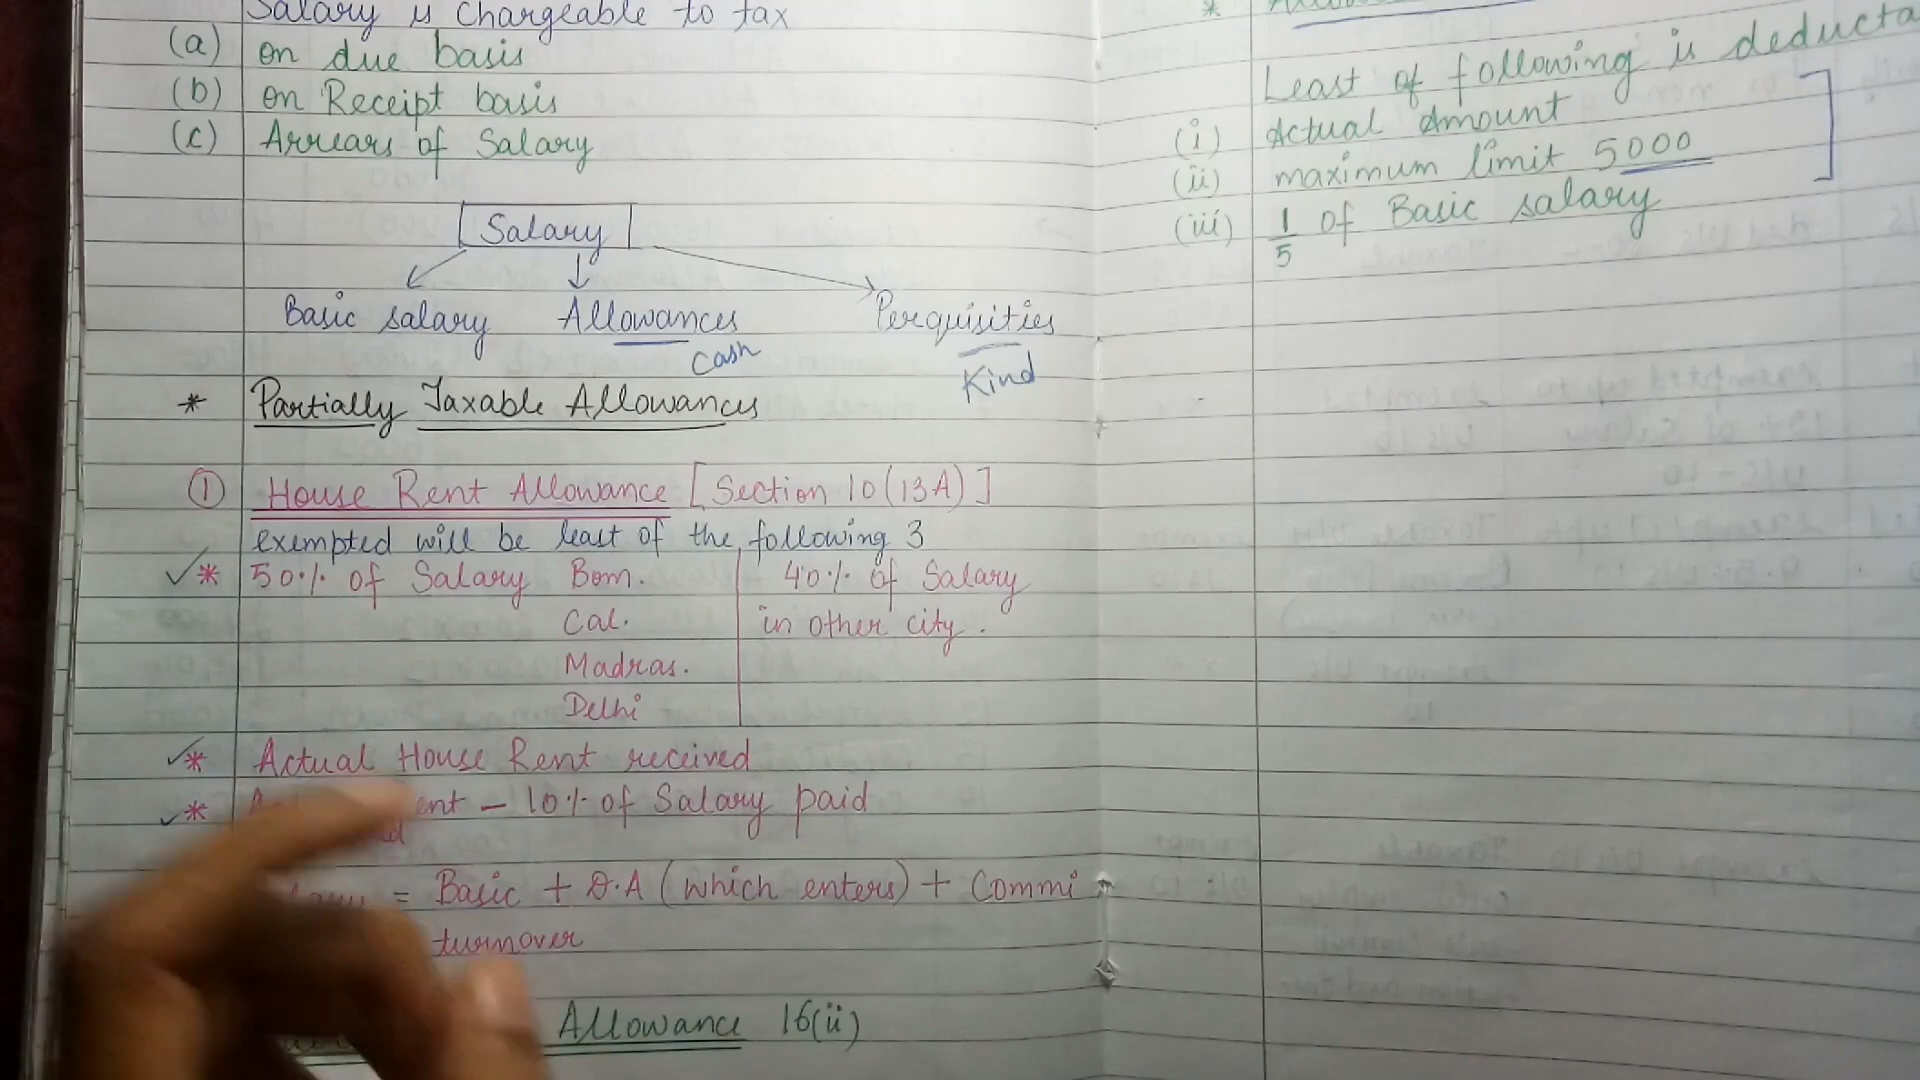 Salary is chargeable to tax
(a) on due basis
(b) on Receipt basis
(c) Arrears of Salary
Salary
Basic salary Allowances Perquisities
Cash Kind
* Partially Taxable Allowances
① House Rent Allowance [Section 10(13A)]
exempted will be least of the following 3
✓* 50% of Salary Bom. 40% of Salary
Cal. in other city.
Madras.
Delhi
✓* Actual House Rent received
✓* - 10% of Salary paid
= Basic + D.A (which enters) + Commi
turnover
Allowance 16(ii)
*
Least of following is deducta
(i) Actual Amount
(ii) maximum limit 5000
(iii) 1/5 of Basic salary